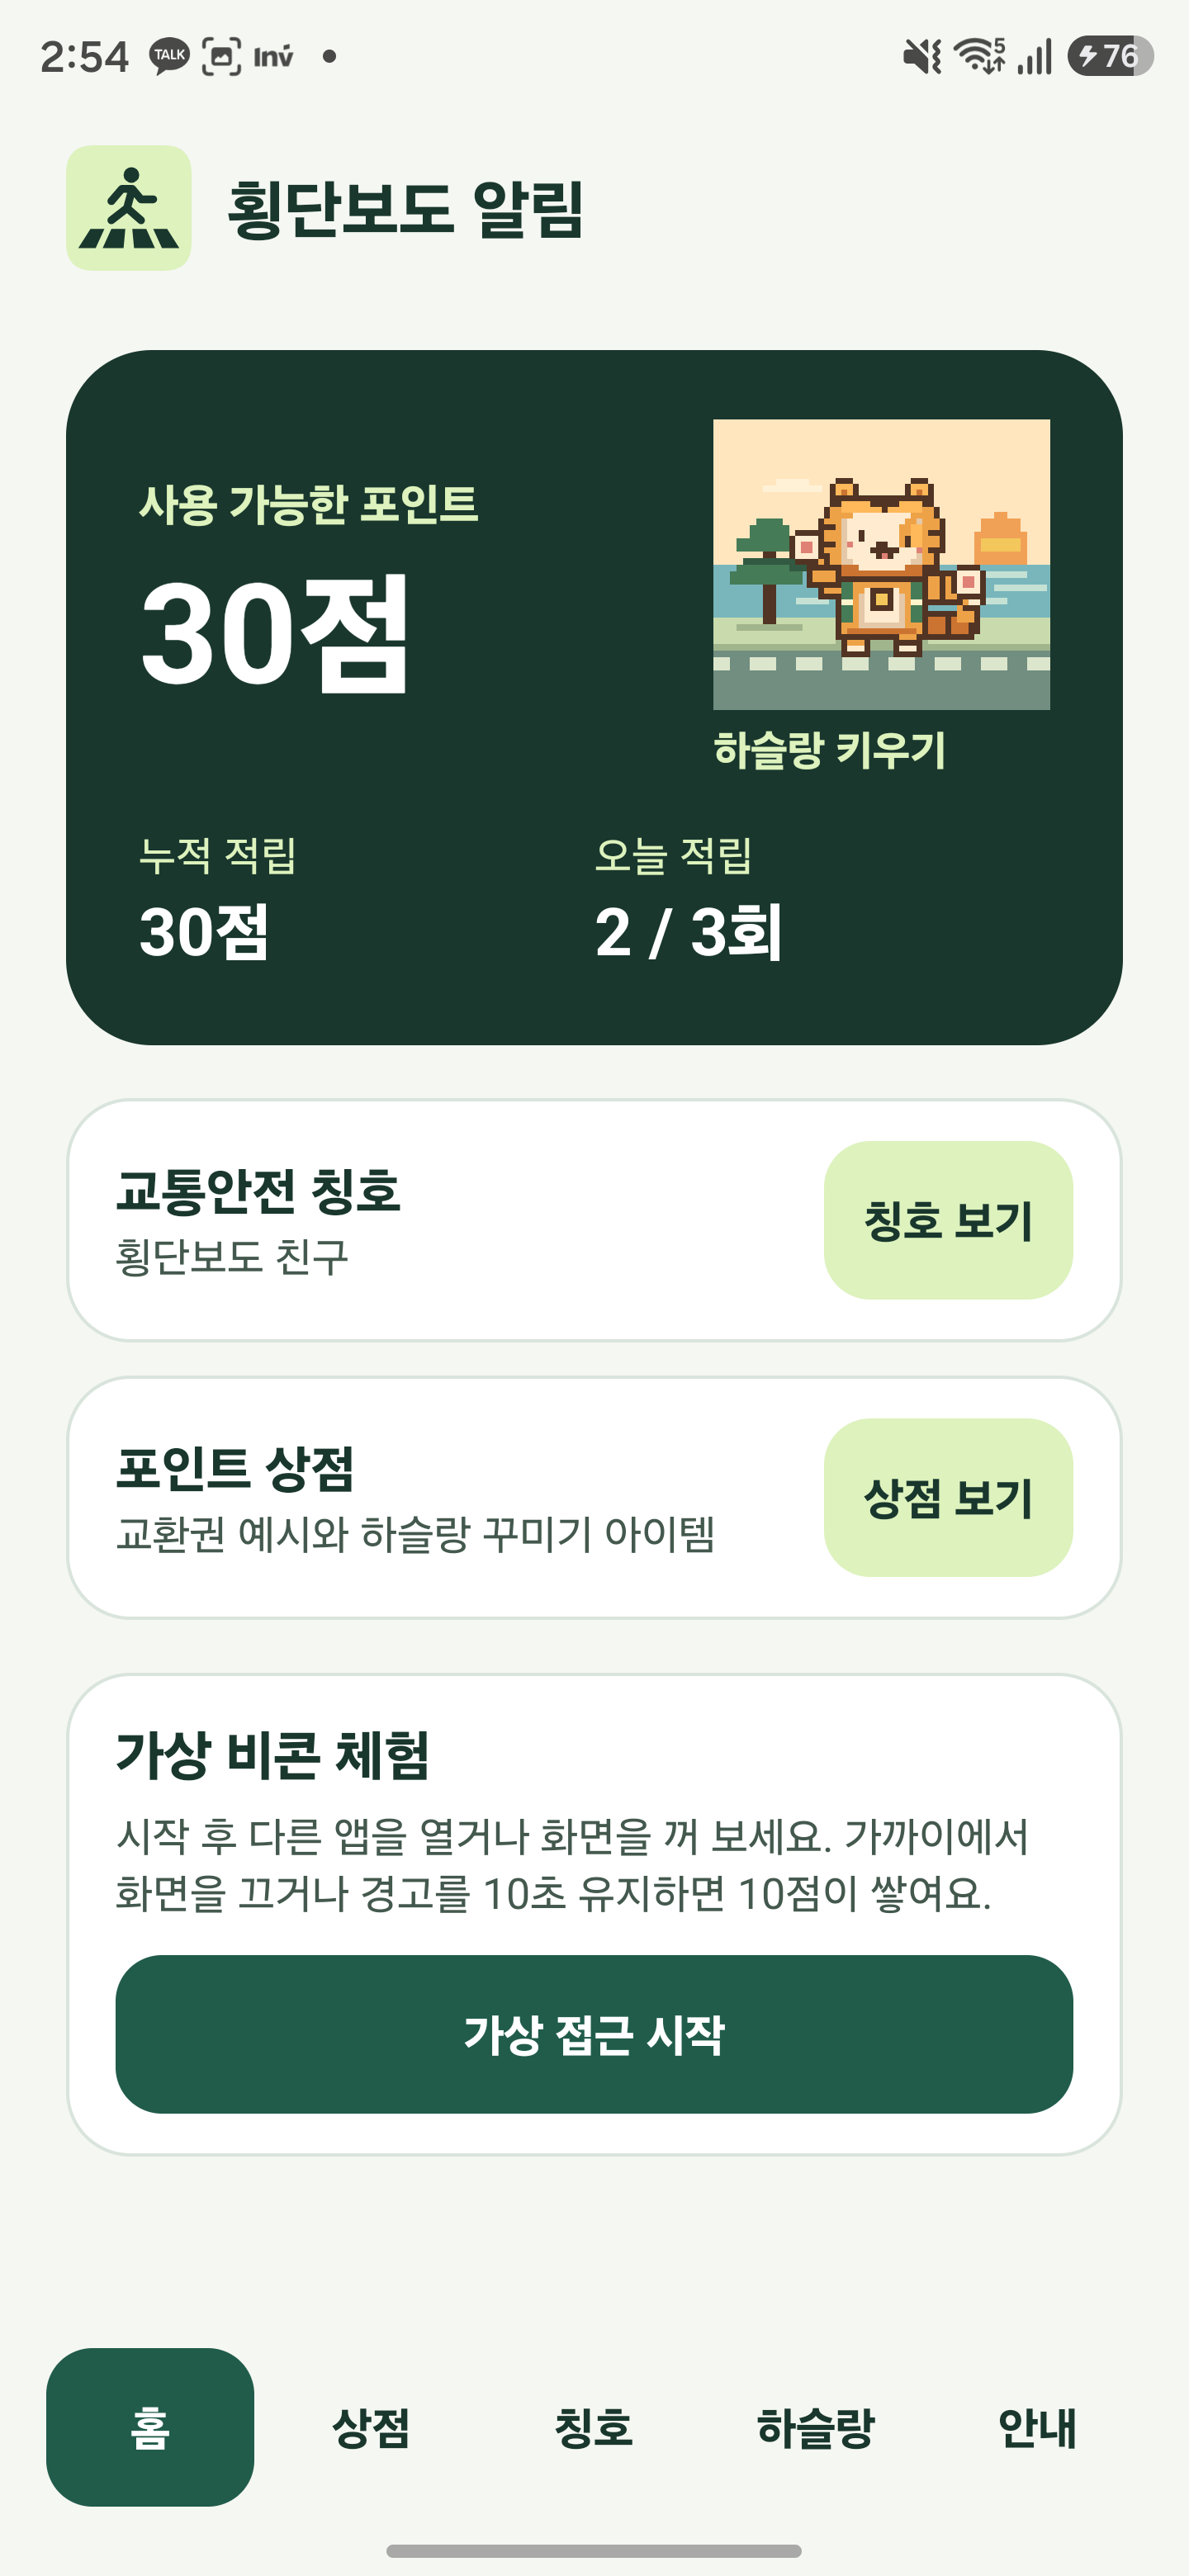 2:54
TALK
Inv
5
76
횡단보도 알림
사용 가능한 포인트
30점
하슬랑 키우기
누적 적립
오늘 적립
30점
2 / 3회
교통안전 칭호
횡단보도 친구
칭호 보기
포인트 상점
교환권 예시와 하슬랑 꾸미기 아이템
상점 보기
가상 비콘 체험
시작 후 다른 앱을 열거나 화면을 꺼 보세요. 가까이에서
화면을 끄거나 경고를 10초 유지하면 10점이 쌓여요.
가상 접근 시작
홈
상점
칭호
하슬랑
안내